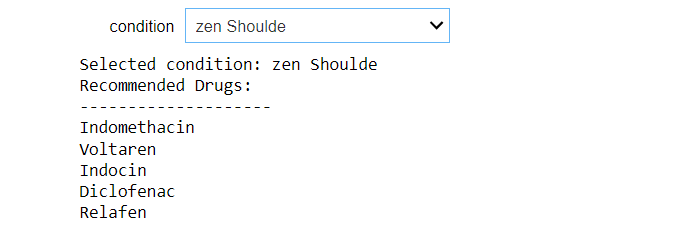 condition zen Shoulde
Selected condition: zen Shoulde
Recommended Drugs:
--------------------
Indomethacin
Voltaren
Indocin
Diclofenac
Relafen